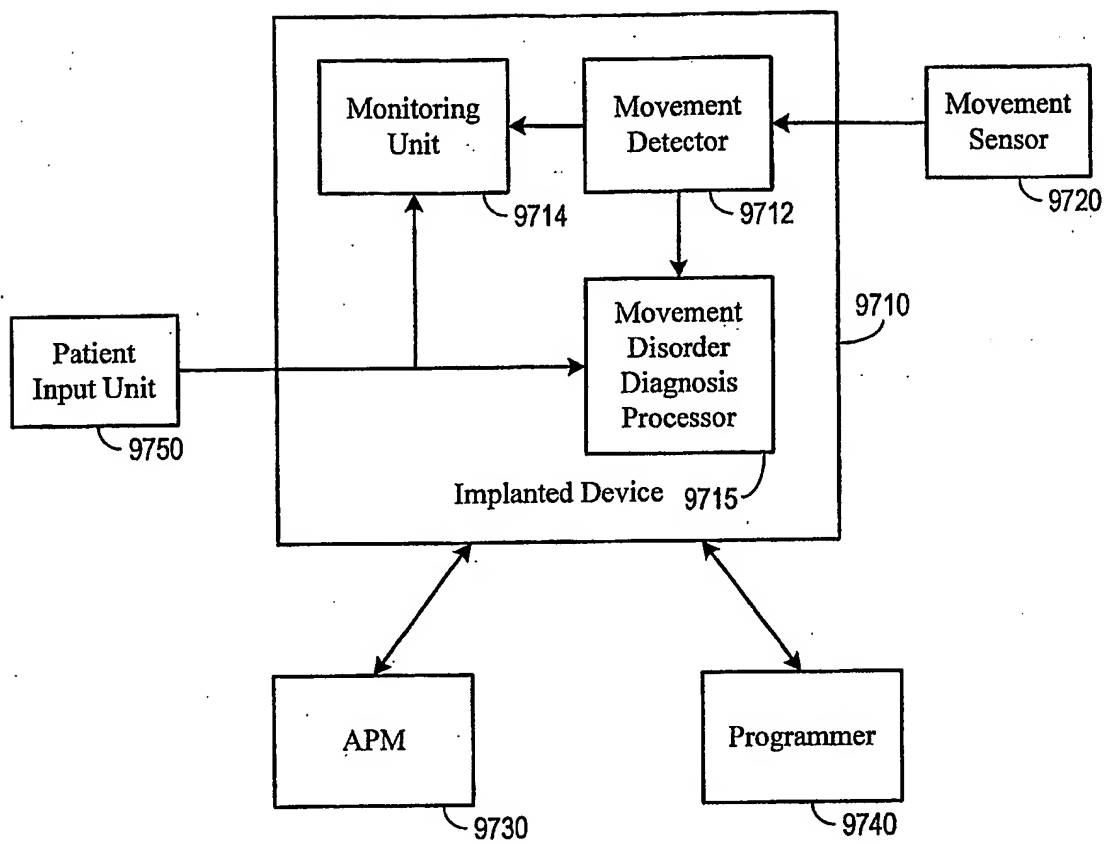 Monitoring
Unit
9714
Movement
Detector
9712
Movement
Sensor
9720
Patient
Input Unit
9750
Movement
Disorder
Diagnosis
Processor
9715
9710
Implanted Device
APM
9730
Programmer
9740